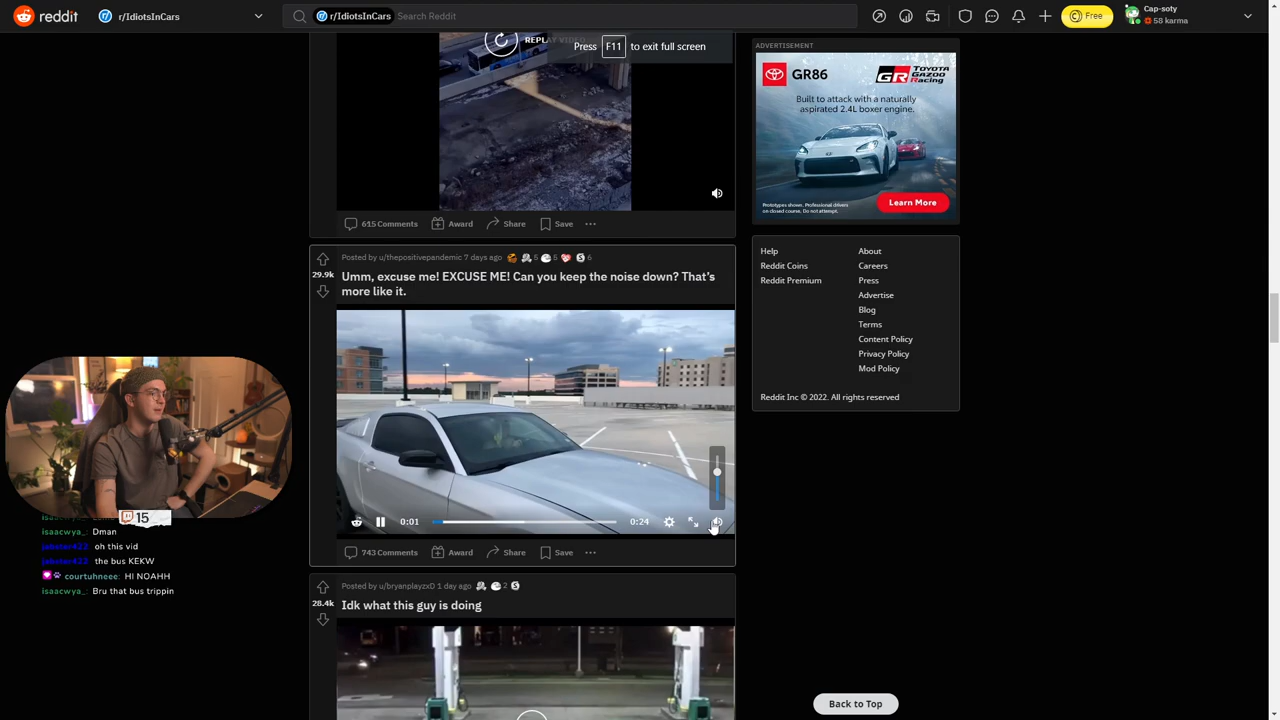 reddit
r/IdiotsInCars
r/IdiotsInCars Search Reddit
Free
Cap-soty
58 karma
REPLAY VIDEO
Press F11 to exit full screen
615 Comments Award Share Save
Posted by u/thepositivepandemic 7 days ago 5 5 6
29.9k
Umm, excuse me! EXCUSE ME! Can you keep the noise down? That's
more like it.
0:01 0:24
743 Comments Award Share Save
Posted by u/bryanplayzxD 1 day ago 2
28.4k
Idk what this guy is doing
ADVERTISEMENT
GR86
TOYOTA
GAZOO
Racing
Built to attack with a naturally
aspirated 2.4L boxer engine.
Prototypes shown. Professional drivers
on closed course. Do not attempt.
Learn More
Help About
Reddit Coins Careers
Reddit Premium Press
Advertise
Blog
Terms
Content Policy
Privacy Policy
Mod Policy
Reddit Inc © 2022. All rights reserved
Back to Top
15
isaacwya_: Dman
oh this vid
the bus KEKW
courtuhneee: HI NOAHH
isaacwya_: Bru that bus trippin